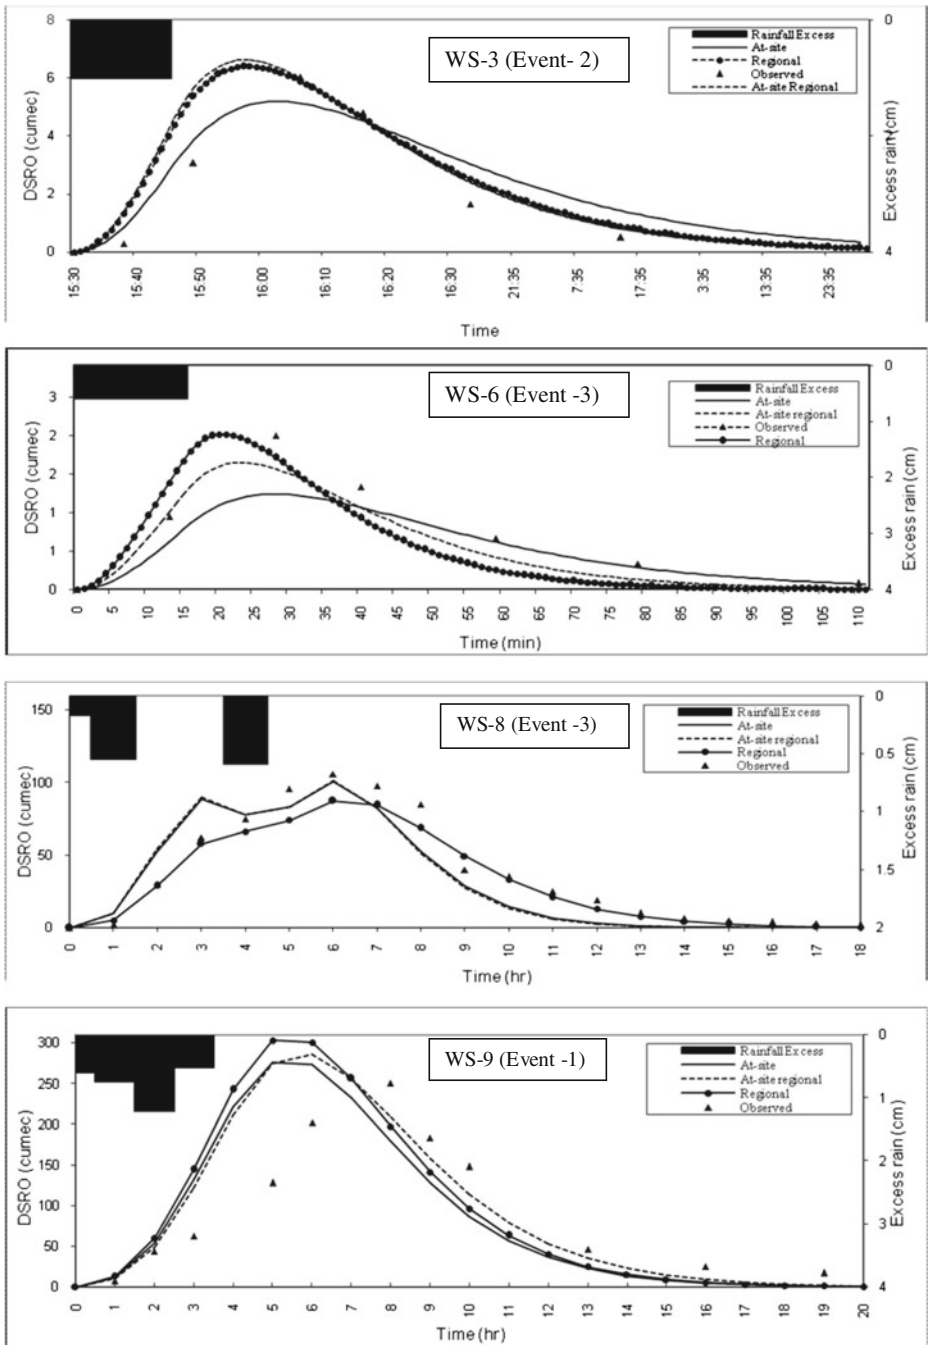 WS-3 (Event- 2)
Rainfall Excess
At-site
Regional
Observed
At-site Regional
8
6
4
2
0
DSRO (cumec)
0
2
4
Excess rain (cm)
15:30
15:40
15:50
16:00
16:10
16:20
16:30
21:35
7:35
17:35
3:35
13:35
23:35
Time
WS-6 (Event -3)
Rainfall Excess
At-site
At-site regional
Observed
Regional
3
2
2
1
1
0
DSRO (cumec)
0
1
2
3
4
Excess rain (cm)
0 5 10 15 20 25 30 35 40 45 50 55 60 65 70 75 80 85 90 95 100 105 110
Time (min)
WS-8 (Event -3)
Rainfall Excess
At-site
At-site regional
Regional
Observed
150
100
50
0
DSRO (cumec)
0
0.5
1
1.5
2
Excess rain (cm)
0 1 2 3 4 5 6 7 8 9 10 11 12 13 14 15 16 17 18
Time (hr)
WS-9 (Event -1)
Rainfall Excess
At-site
At-site regional
Regional
Observed
300
250
200
150
100
50
0
DSRO (cumec)
0
1
2
3
4
Excess rain (cm)
0 1 2 3 4 5 6 7 8 9 10 11 12 13 14 15 16 17 18 19 20
Time (hr)